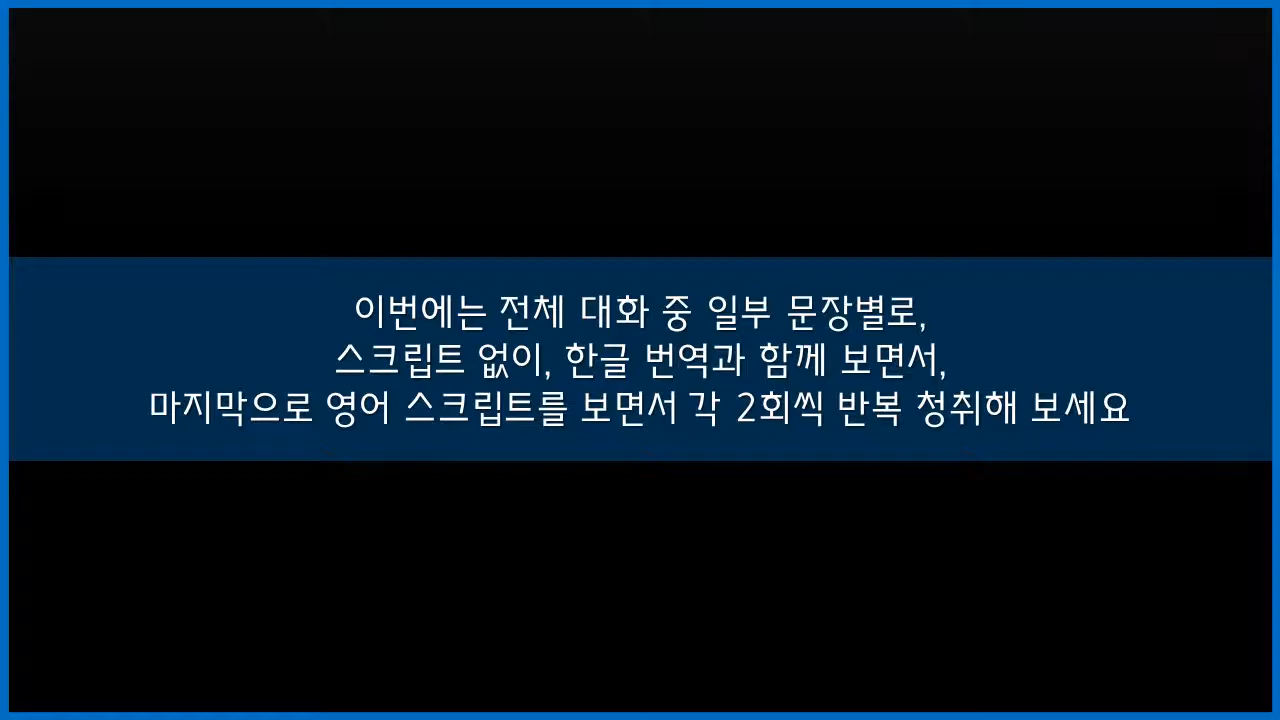 이번에는 전체 대화 중 일부 문장별로,
스크립트 없이, 한글 번역과 함께 보면서,
마지막으로 영어 스크립트를 보면서 각 2회씩 반복 청취해 보세요